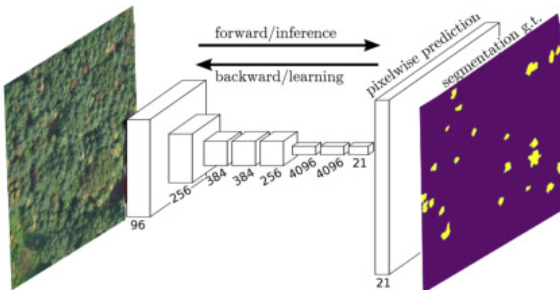 forward/inference
backward/learning
pixelwise prediction
segmentation g.t.
96
256
384
384
256
4096
4096
21
21